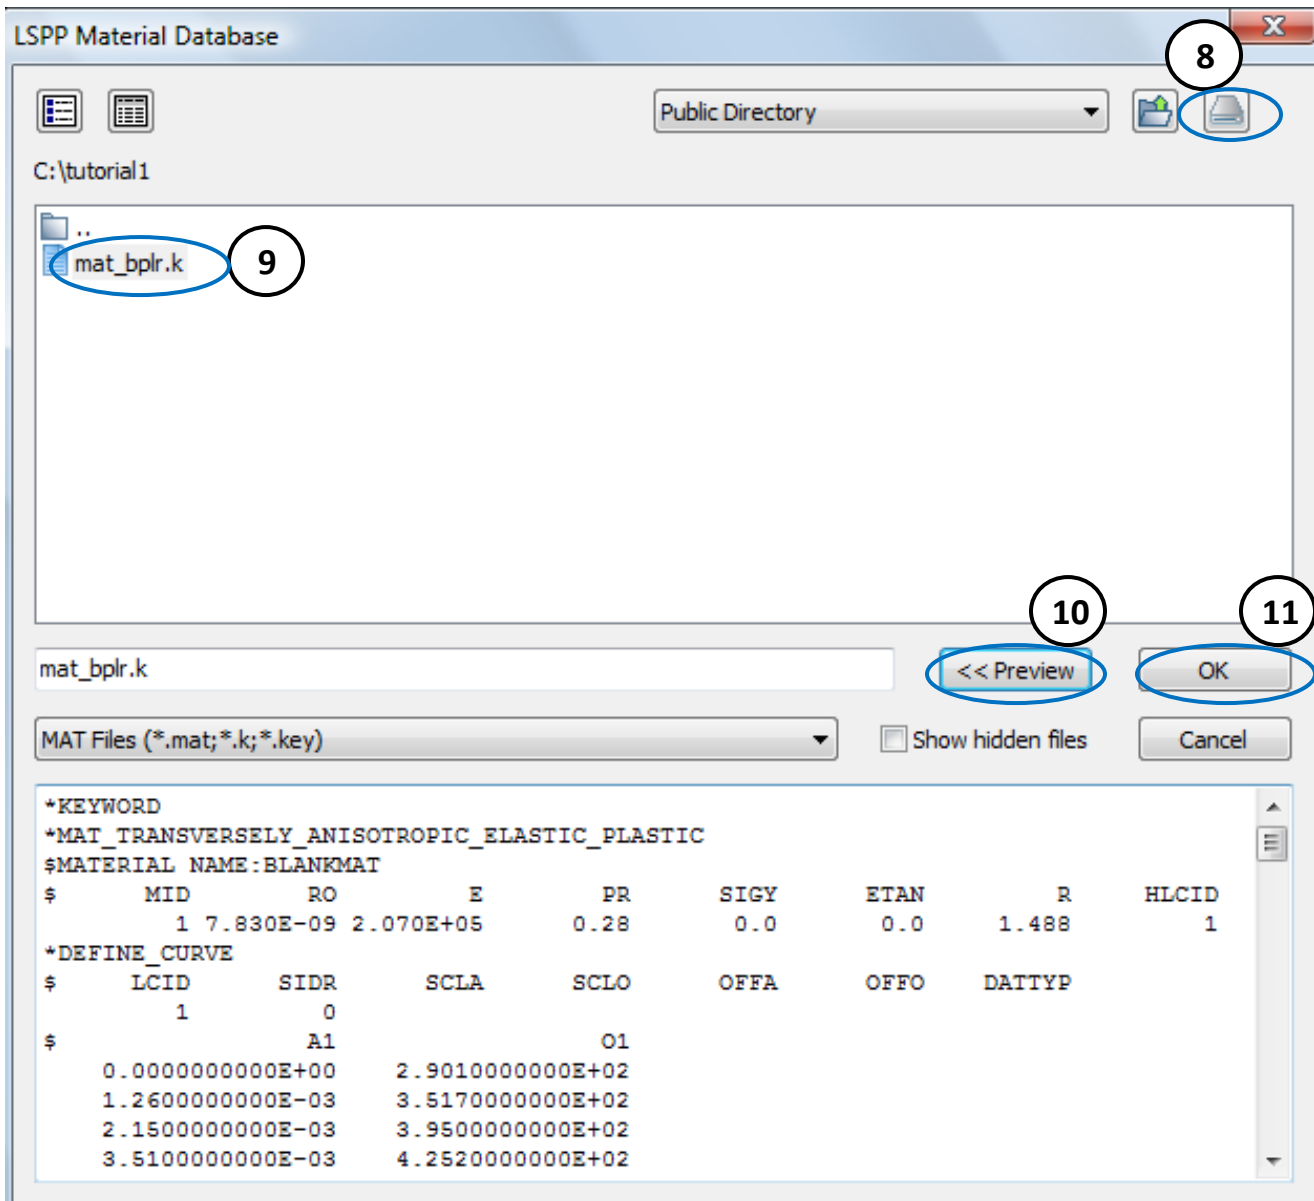 LSPP Material Database
8
Public Directory
C:\tutorial1
..
mat_bplr.k
9
10
11
mat_bplr.k
<< Preview
OK
MAT Files (*.mat;*.k;*.key)
Show hidden files
Cancel
*KEYWORD
*MAT_TRANSVERSELY_ANISOTROPIC_ELASTIC_PLASTIC
$MATERIAL NAME:BLANKMAT
$ MID RO E PR SIGY ETAN R HLCID
1 7.830E-09 2.070E+05 0.28 0.0 0.0 1.488 1
*DEFINE_CURVE
$ LCID SIDR SCLA SCLO OFFA OFFO DATTYP
1 0
$ A1 O1
0.0000000000E+00 2.9010000000E+02
1.2600000000E-03 3.5170000000E+02
2.1500000000E-03 3.9500000000E+02
3.5100000000E-03 4.2520000000E+02